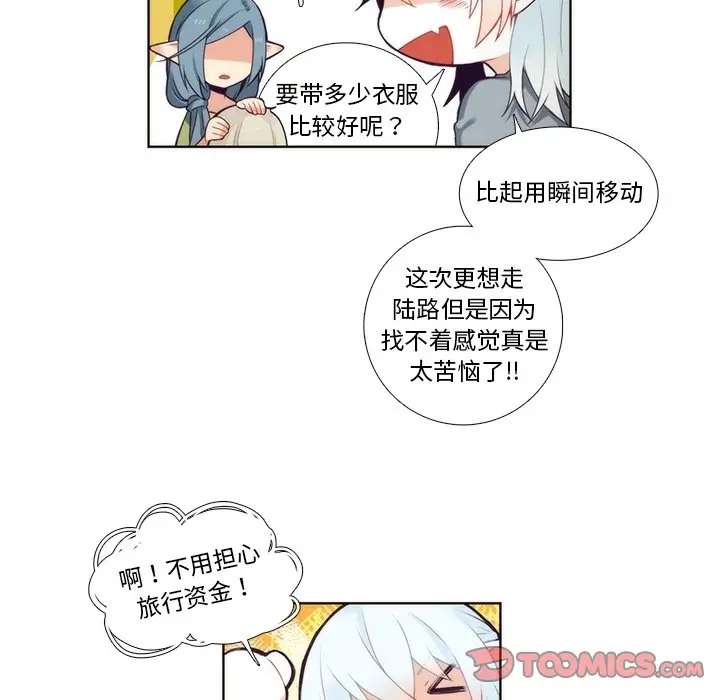 要带多少衣服
比较好呢？
比起用瞬间移动
这次更想走
陆路但是因为
找不着感觉真是
太苦恼了!!
啊！不用担心
旅行资金！
TOOMICS.COM